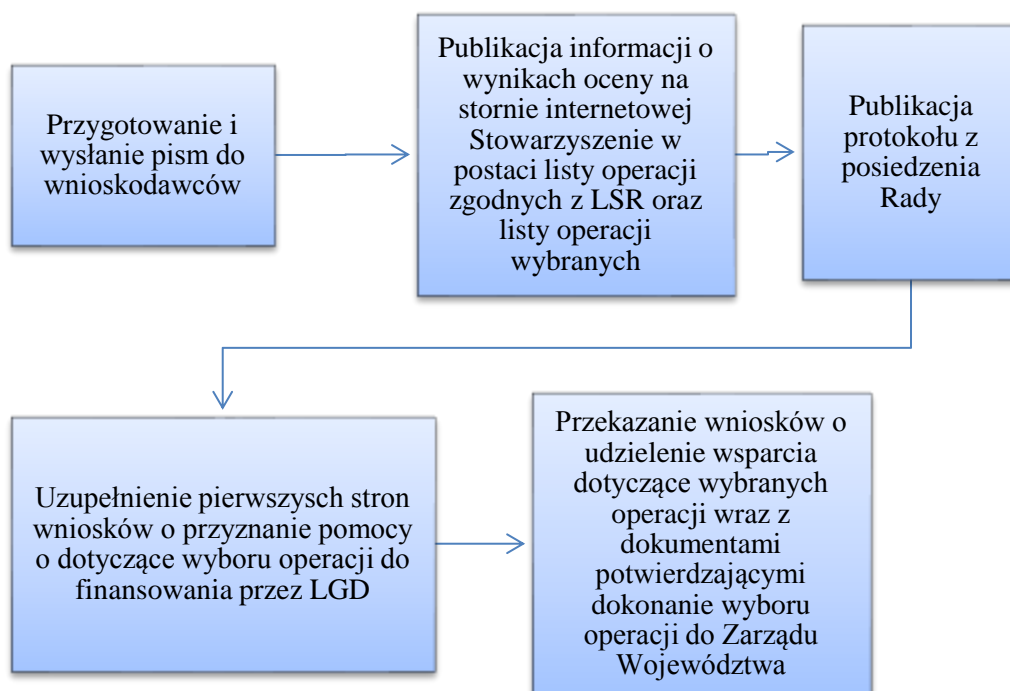 Przygotowanie i
wysłanie pism do
wnioskodawców
Publikacja informacji o
wynikach oceny na
stornie internetowej
Stowarzyszenie w
postaci listy operacji
zgodnych z LSR oraz
listy operacji
wybranych
Publikacja
protokołu z
posiedzenia
Rady
Uzupełnienie pierwszysch stron
wniosków o przyznanie pomocy
o dotyczące wyboru operacji do
finansowania przez LGD
Przekazanie wniosków o
udzielenie wsparcia
dotyczące wybranych
operacji wraz z
dokumentami
potwierdzającymi
dokonanie wyboru
operacji do Zarządu
Województwa